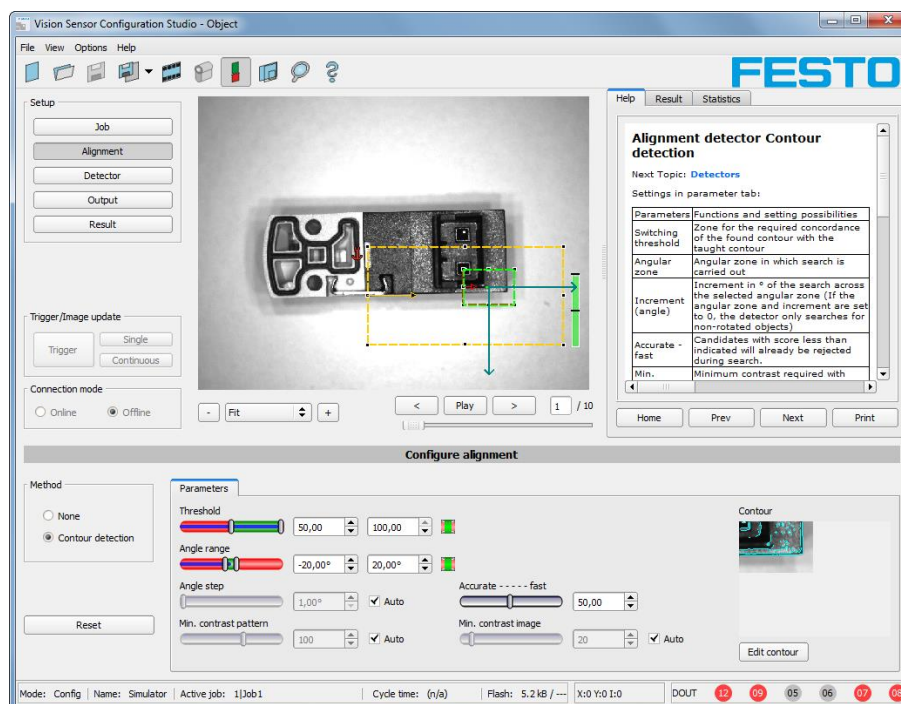 Vision Sensor Configuration Studio - Object
File View Options Help
FESTO
Setup
Job
Alignment
Detector
Output
Result
Trigger/Image update
Trigger
Single
Continuous
Connection mode
Online Offline
- Fit +
< Play > 1 / 10
Help Result Statistics
Alignment detector Contour
detection
Next Topic: Detectors
Settings in parameter tab:
Parameters Functions and setting possibilities
Switching threshold Zone for the required concordance of the found contour with the taught contour
Angular zone Angular zone in which search is carried out
Increment (angle) Increment in ° of the search across the selected angular zone (If the angular zone and increment are set to 0, the detector only searches for non-rotated objects)
Accurate - fast Candidates with score less than indicated will already be rejected during search.
Min. Minimum contrast required with
Home Prev Next Print
Configure alignment
Method
None
Contour detection
Reset
Parameters
Threshold
50,00 100,00
Angle range
-20,00° 20,00°
Angle step
1,00° Auto
Accurate - - - - - fast
50,00
Min. contrast pattern
100 Auto
Min. contrast image
20 Auto
Contour
Edit contour
Mode: Config Name: Simulator Active job: 1|Job1 Cycle time: (n/a) Flash: 5.2 kB / --- X:0 Y:0 I:0 DOUT 12 09 05 06 07 08